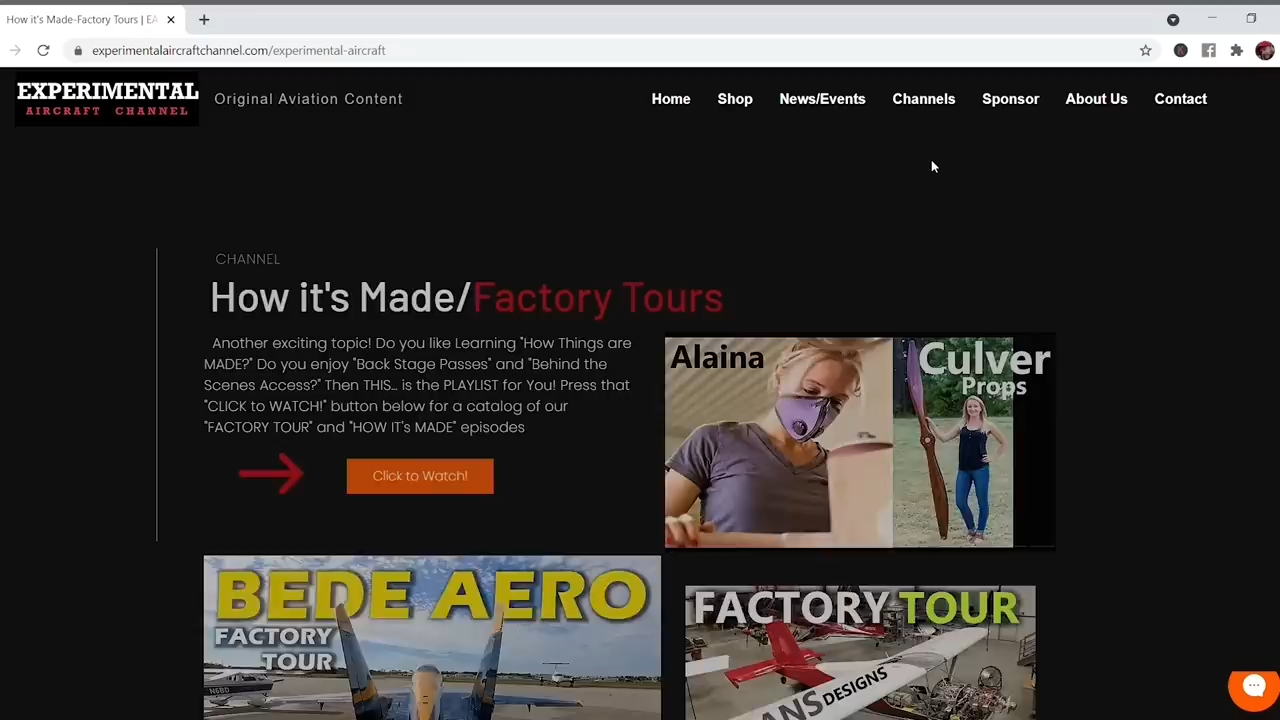 How it's Made-Factory Tours | EA
experimentalaircraftchannel.com/experimental-aircraft
EXPERIMENTAL
AIRCRAFT CHANNEL
Original Aviation Content
Home Shop News/Events Channels Sponsor About Us Contact
CHANNEL
How it's Made/Factory Tours
Another exciting topic! Do you like Learning "How Things are
MADE?" Do you enjoy "Back Stage Passes" and "Behind the
Scenes Access?" Then THIS... is the PLAYLIST for You! Press that
"CLICK to WATCH!" button below for a catalog of our
"FACTORY TOUR" and "HOW IT's MADE" episodes
Click to Watch!
Alaina
Culver
Props
BEDE AERO
FACTORY
TOUR
N6BD
FACTORY TOUR
ANSDESIGNS